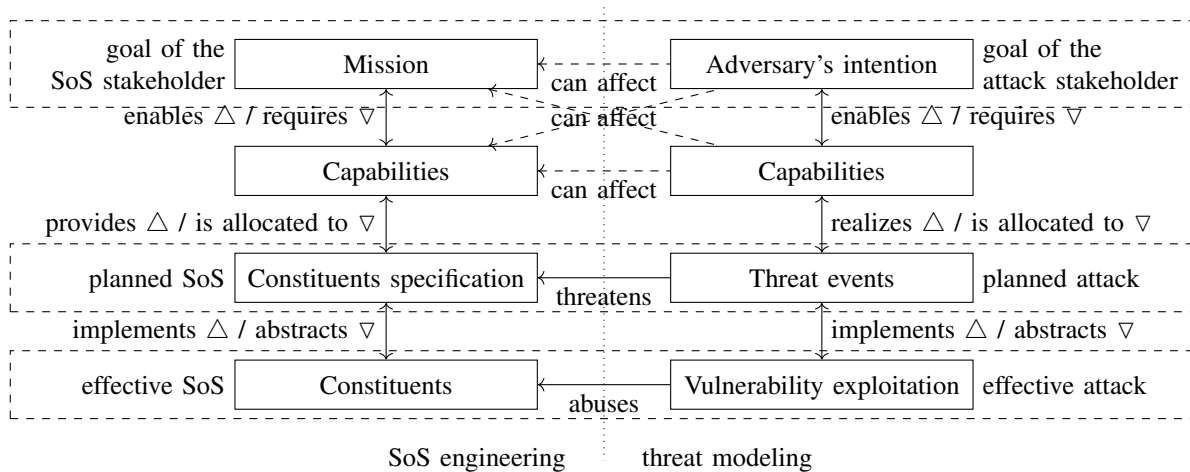 goal of the
SoS stakeholder
Mission
can affect
Adversary's intention
goal of the
attack stakeholder
enables △ / requires ▽
can affect
can affect
enables △ / requires ▽
Capabilities
can affect
Capabilities
provides △ / is allocated to ▽
realizes △ / is allocated to ▽
planned SoS
Constituents specification
threatens
Threat events
planned attack
implements △ / abstracts ▽
implements △ / abstracts ▽
effective SoS
Constituents
abuses
Vulnerability exploitation
effective attack
SoS engineering
threat modeling